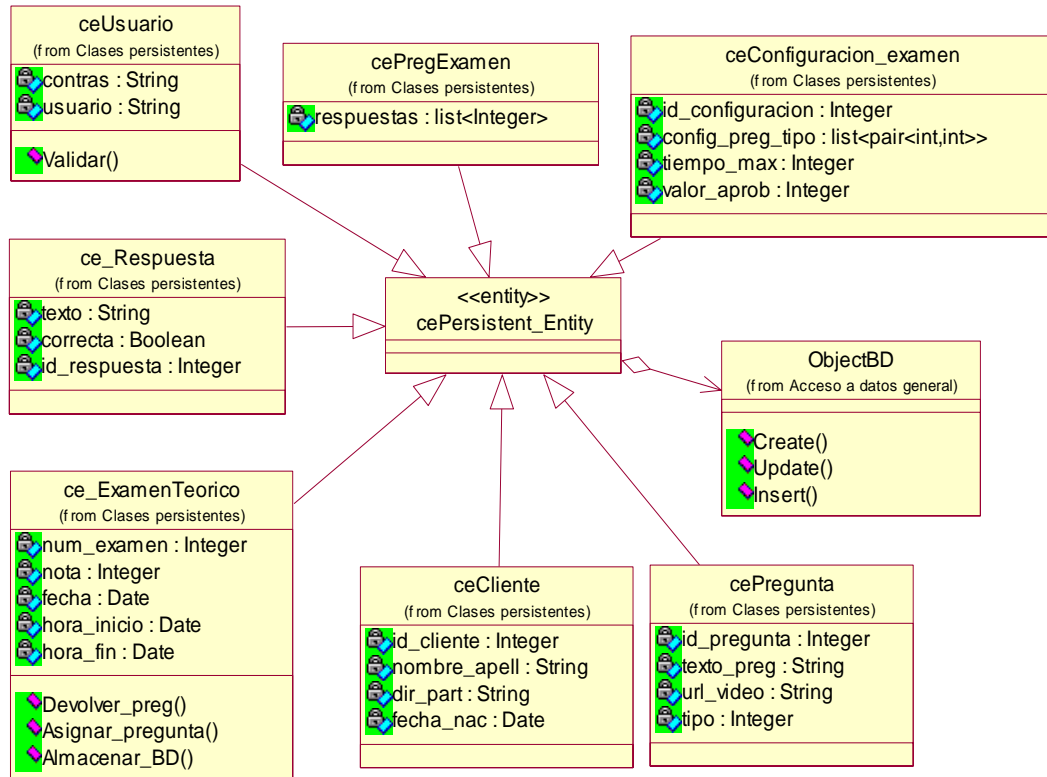 ceUsuario
(from Clases persistentes)
contras : String
usuario : String
Validar()
cePregExamen
(from Clases persistentes)
respuestas : list<Integer>
ceConfiguracion_examen
(from Clases persistentes)
id_configuracion : Integer
config_preg_tipo : list<pair<int,int>>
tiempo_max : Integer
valor_aprob : Integer
ce_Respuesta
(from Clases persistentes)
texto : String
correcta : Boolean
id_respuesta : Integer
<<entity>>
cePersistent_Entity
ObjectBD
(from Acceso a datos general)
Create()
Update()
Insert()
ce_ExamenTeorico
(from Clases persistentes)
num_examen : Integer
nota : Integer
fecha : Date
hora_inicio : Date
hora_fin : Date
Devolver_preg()
Asignar_pregunta()
Almacenar_BD()
ceCliente
(from Clases persistentes)
id_cliente : Integer
nombre_apell : String
dir_part : String
fecha_nac : Date
cePregunta
(from Clases persistentes)
id_pregunta : Integer
texto_preg : String
url_video : String
tipo : Integer